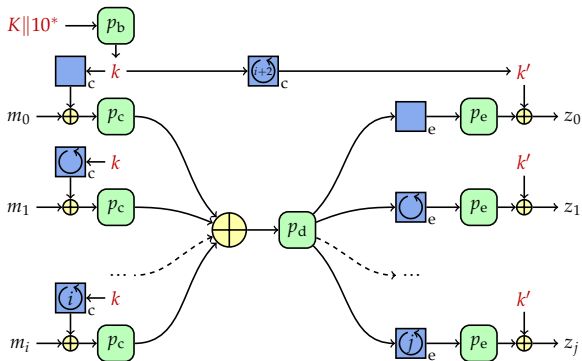 K∥10* p_b
k i+2 c k′
c
m_0 p_c e p_e z_0
c k k′
m_1 p_c p_d e p_e z_1
... ...
i c k k′
m_i p_c j e p_e z_j